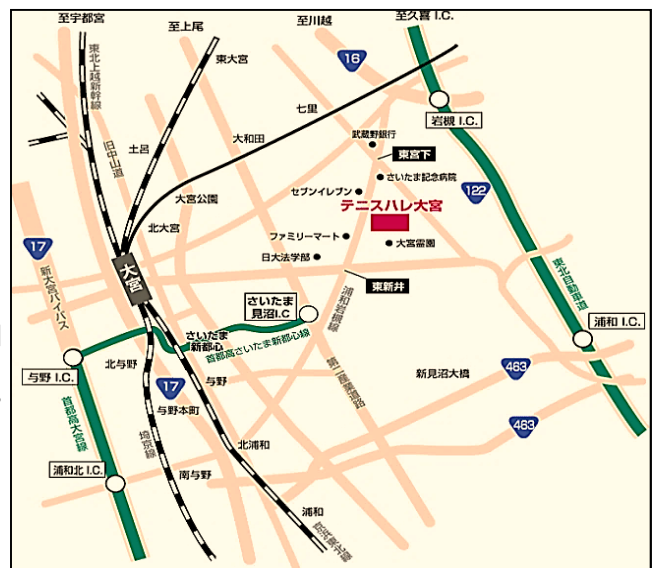 至宇都宮
至上尾
至川越
至久喜 I.C.
東北上越新幹線
東大宮
16
七里
岩槻 I.C.
武蔵野銀行
土呂
大和田
東宮下
旧中山道
さいたま記念病院
122
大宮公園
セブンイレブン
テニスハレ大宮
北大宮
17
ファミリーマート
大宮霊園
新大宮バイパス
大宮
日大法学部
東北自動車道
東新井
さいたま
見沼I.C
浦和岩槻線
浦和 I.C.
さいたま
新都心
首都高さいたま新都心線
与野 I.C.
北与野
与野
第二産業道路
新見沼大橋
463
17
与野本町
首都高大宮線
埼京線
463
北浦和
浦和北 I.C.
南与野
浦和
京浜東北線